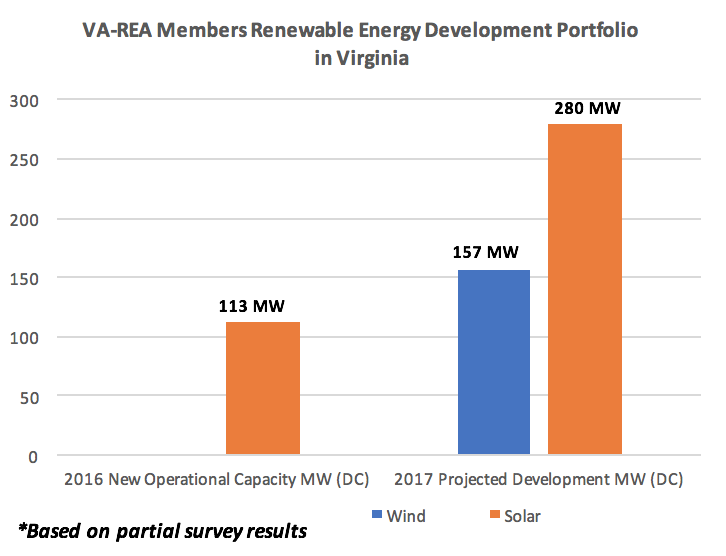 VA-REA Members Renewable Energy Development Portfolio
in Virginia
300
280 MW
250
200
157 MW
150
113 MW
100
50
0
2016 New Operational Capacity MW (DC) 2017 Projected Development MW (DC)
Wind Solar
*Based on partial survey results